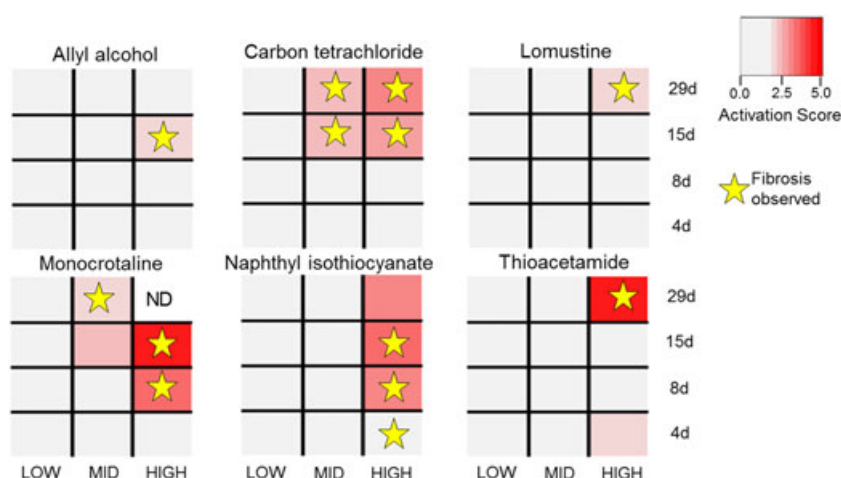 Allyl alcohol
Carbon tetrachloride
Lomustine
29d
15d
8d
4d
0.0 2.5 5.0
Activation Score
Fibrosis
observed
Monocrotaline
Naphthyl isothiocyanate
Thioacetamide
ND
29d
15d
8d
4d
LOW MID HIGH
LOW MID HIGH
LOW MID HIGH